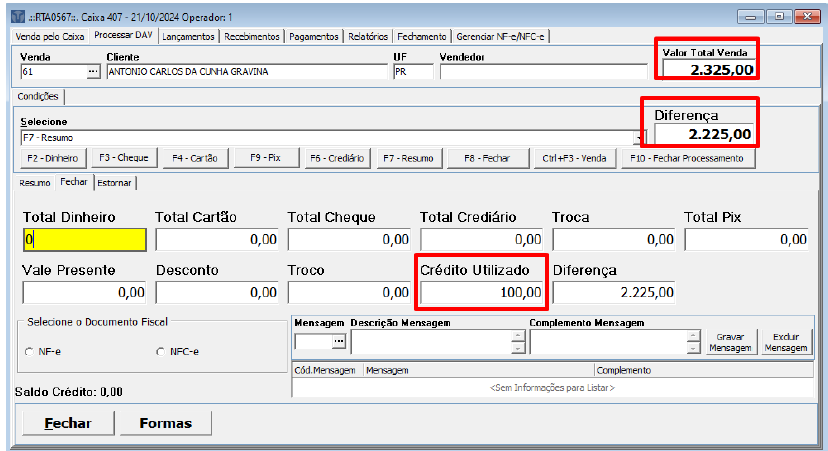 .::RTA0567::. Caixa 407 - 21/10/2024 Operador: 1
Venda pelo Caixa Processar DAV Lançamentos Recebimentos Pagamentos Relatórios Fechamento Gerenciar NF-e/NFC-e
Venda Cliente UF Vendedor Valor Total Venda
61 ... ANTONIO CARLOS DA CUNHA GRAVINA PR 2.325,00
Condições
Selecione Diferença
F7 - Resumo 2.225,00
F2 - Dinheiro F3 - Cheque F4 - Cartão F9 - Pix F6 - Crediário F7 - Resumo F8 - Fechar Ctrl+F3 - Venda F10 - Fechar Processamento
Resumo Fechar Estornar
Total Dinheiro Total Cartão Total Cheque Total Crediário Troca Total Pix
0 0,00 0,00 0,00 0,00 0,00
Vale Presente Desconto Troco Crédito Utilizado Diferença
0,00 0,00 0,00 100,00 2.225,00
Selecione o Documento Fiscal Mensagem Descrição Mensagem Complemento Mensagem
NF-e NFC-e ... Gravar Mensagem Excluir Mensagem
Cód.Mensagem Mensagem Complemento
<Sem Informações para Listar>
Saldo Crédito: 0,00
Fechar Formas